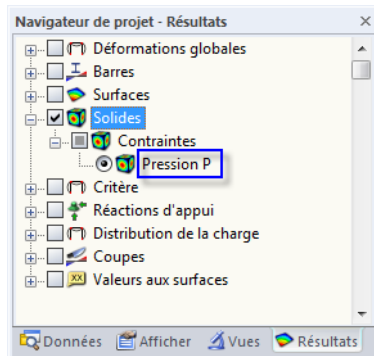 Navigateur de projet - Résultats
Déformations globales
Barres
Surfaces
Solides
Contraintes
Pression P
Critère
Réactions d'appui
Distribution de la charge
Coupes
Valeurs aux surfaces
Données Afficher Vues Résultats